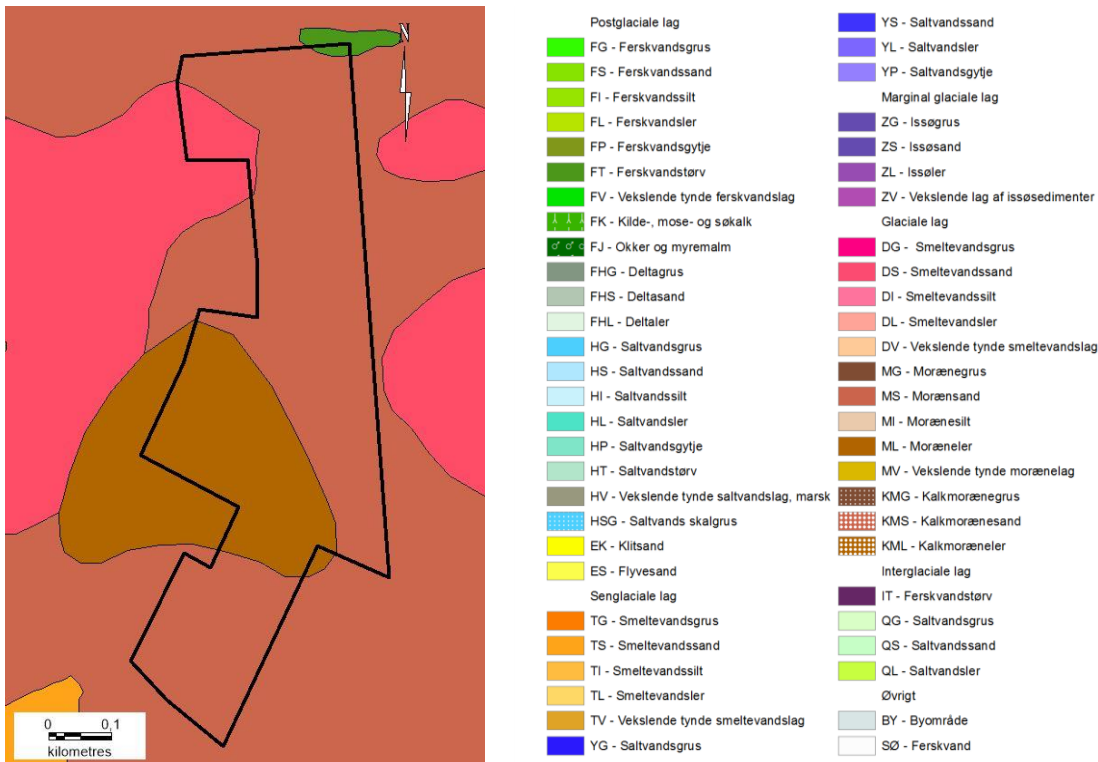 N
0 0,1
kilometres
Postglaciale lag
FG - Ferskvandsgrus
FS - Ferskvandssand
FI - Ferskvandssilt
FL - Ferskvandsler
FP - Ferskvandsgytje
FT - Ferskvandstørv
FV - Vekslende tynde ferskvandslag
FK - Kilde-, mose- og søkalk
FJ - Okker og myremalm
FHG - Deltagrus
FHS - Deltasand
FHL - Deltaler
HG - Saltvandsgrus
HS - Saltvandssand
HI - Saltvandssilt
HL - Saltvandsler
HP - Saltvandsgytje
HT - Saltvandstørv
HV - Vekslende tynde saltvandslag, marsk
HSG - Saltvands skalgrus
EK - Klitsand
ES - Flyvesand
Senglaciale lag
TG - Smeltevandsgrus
TS - Smeltevandssand
TI - Smeltevandssilt
TL - Smeltevandsler
TV - Vekslende tynde smeltevandslag
YG - Saltvandsgrus
YS - Saltvandssand
YL - Saltvandsler
YP - Saltvandsgytje
Marginal glaciale lag
ZG - Issøgrus
ZS - Issøsand
ZL - Issøler
ZV - Vekslende lag af issøsedimenter
Glaciale lag
DG - Smeltevandsgrus
DS - Smeltevandssand
DI - Smeltevandssilt
DL - Smeltevandsler
DV - Vekslende tynde smeltevandslag
MG - Morænegrus
MS - Morænsand
MI - Morænesilt
ML - Moræneler
MV - Vekslende tynde morænelag
KMG - Kalkmorænegrus
KMS - Kalkmorænesand
KML - Kalkmoræneler
Interglaciale lag
IT - Ferskvandstørv
QG - Saltvandsgrus
QS - Saltvandssand
QL - Saltvandsler
Øvrigt
BY - Byområde
SØ - Ferskvand